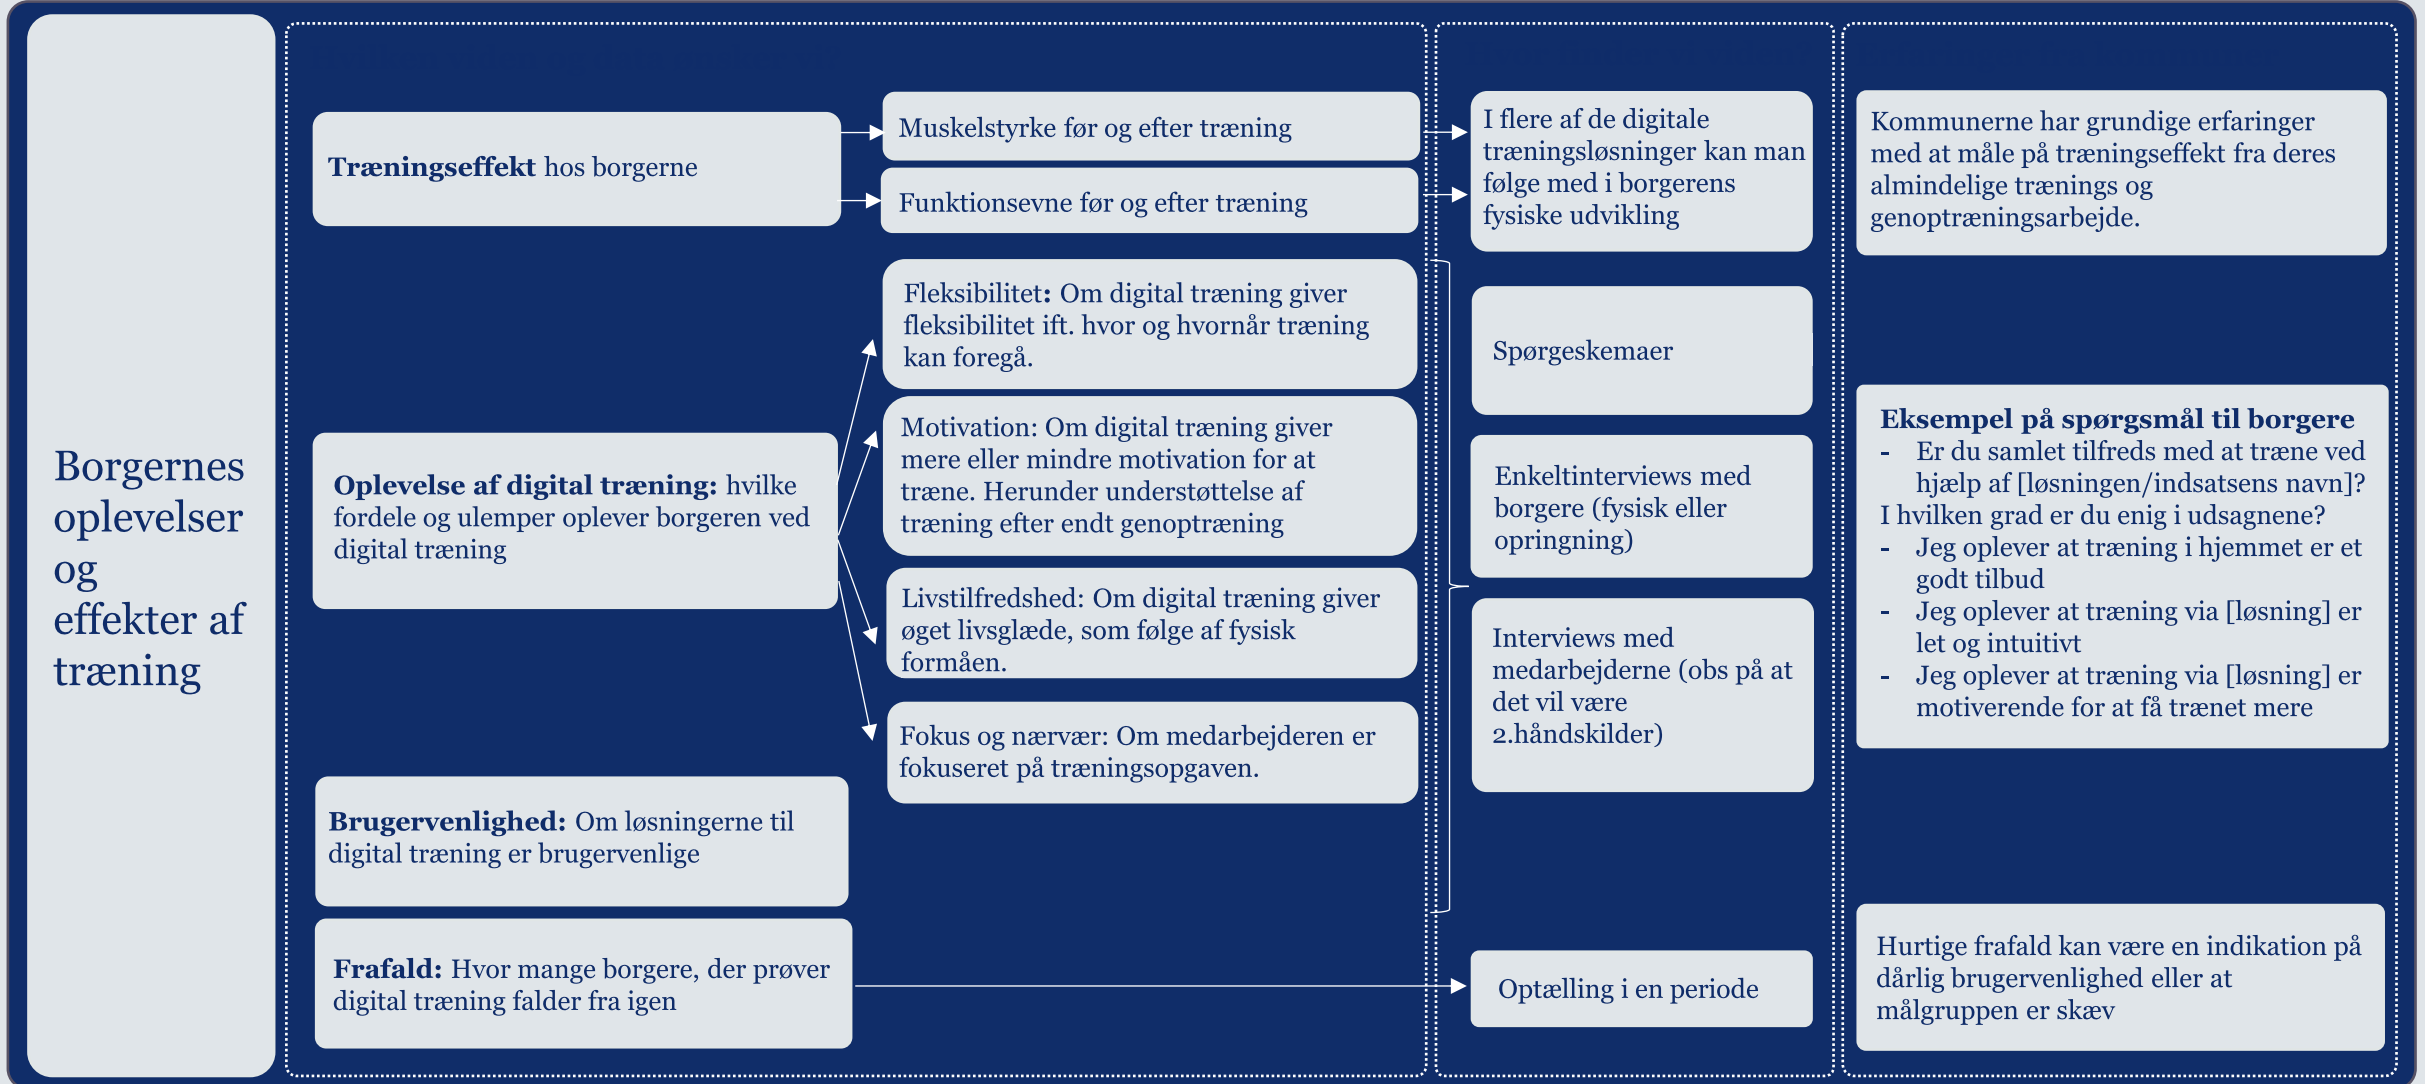 Borgernes
oplevelser
og
effekter af
træning
Træningseffekt hos borgerne
Muskelstyrke før og efter træning
Funktionsevne før og efter træning
I flere af de digitale
træningsløsninger kan man
følge med i borgerens
fysiske udvikling
Kommunerne har grundige erfaringer
med at måle på træningseffekt fra deres
almindelige trænings og
genoptræningsarbejde.
Oplevelse af digital træning: hvilke
fordele og ulemper oplever borgeren ved
digital træning
Fleksibilitet: Om digital træning giver
fleksibilitet ift. hvor og hvornår træning
kan foregå.
Motivation: Om digital træning giver
mere eller mindre motivation for at
træne. Herunder understøttelse af
træning efter endt genoptræning
Livstilfredshed: Om digital træning giver
øget livsglæde, som følge af fysisk
formåen.
Fokus og nærvær: Om medarbejderen er
fokuseret på træningsopgaven.
Spørgeskemaer
Enkeltinterviews med
borgere (fysisk eller
opringning)
Interviews med
medarbejderne (obs på at
det vil være
2.håndskilder)
Eksempel på spørgsmål til borgere
- Er du samlet tilfreds med at træne ved
hjælp af [løsningen/indsatsens navn]?
I hvilken grad er du enig i udsagnene?
- Jeg oplever at træning i hjemmet er et
godt tilbud
- Jeg oplever at træning via [løsning] er
let og intuitivt
- Jeg oplever at træning via [løsning] er
motiverende for at få trænet mere
Brugervenlighed: Om løsningerne til
digital træning er brugervenlige
Frafald: Hvor mange borgere, der prøver
digital træning falder fra igen
Optælling i en periode
Hurtige frafald kan være en indikation på
dårlig brugervenlighed eller at
målgruppen er skæv